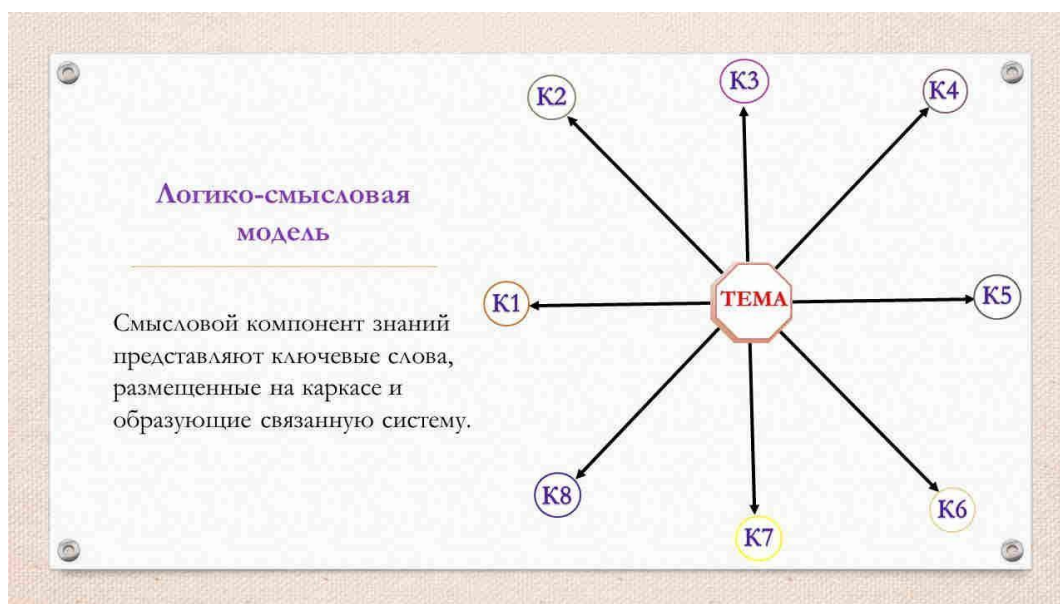 Логико-смысловая
модель
Смысловой компонент знаний
представляют ключевые слова,
размещенные на каркасе и
образующие связанную систему.
К2
К3
К4
К1
ТЕМА
К5
К8
К7
К6